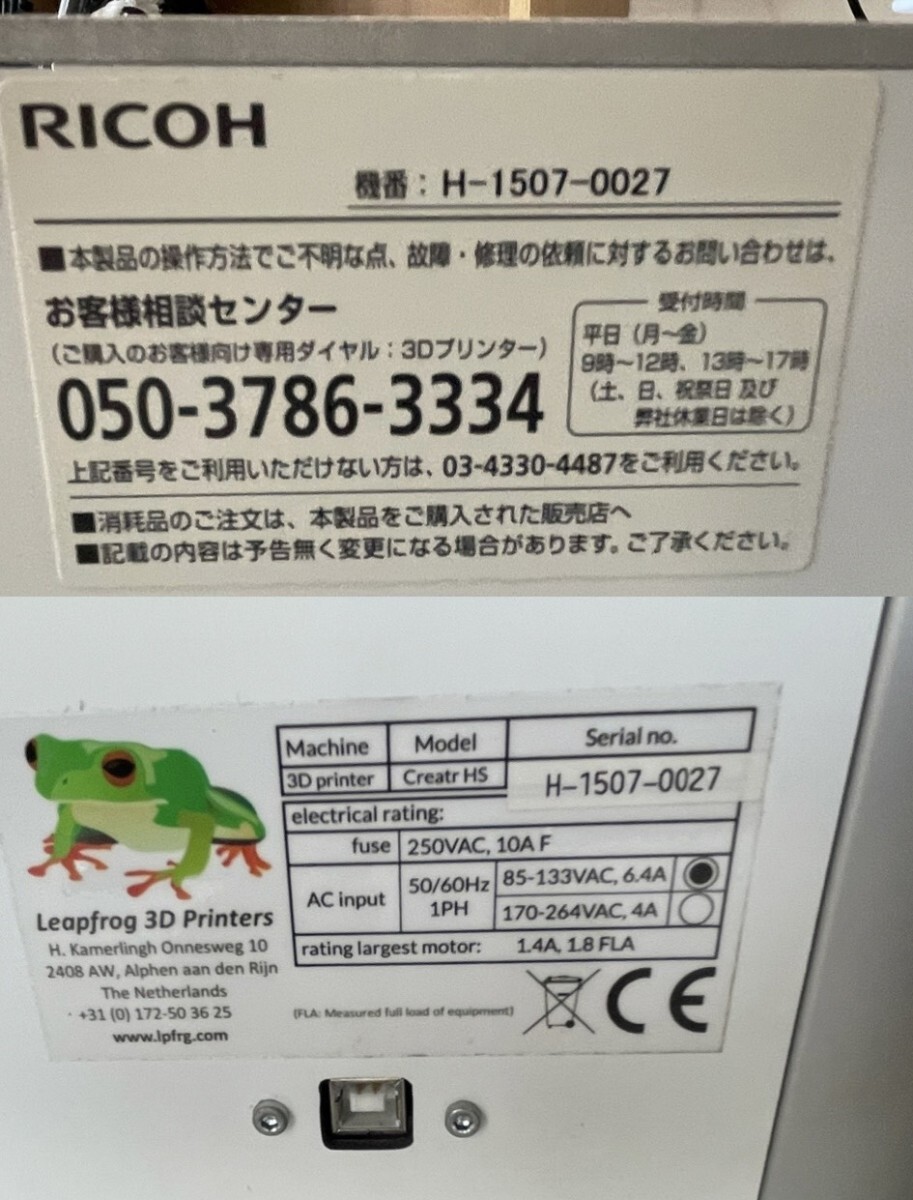 RICOH
機番：H-1507-0027
■本製品の操作方法でご不明な点、故障・修理の依頼に対するお問い合わせは、
お客様相談センター
（ご購入のお客様向け専用ダイヤル：3Dプリンター）
050-3786-3334
受付時間
平日（月～金）
9時～12時、13時～17時
（土、日、祝祭日 及び
弊社休業日は除く）
上記番号をご利用いただけない方は、03-4330-4487をご利用ください。
■消耗品のご注文は、本製品をご購入された販売店へ
■記載の内容は予告無く変更になる場合があります。ご了承ください。
Leapfrog 3D Printers
H. Kamerlingh Onnesweg 10
2408 AW, Alphen aan den Rijn
The Netherlands
+31 (0) 172-50 36 25
www.lpfrg.com
Machine Model Serial no.
3D printer Creatr HS H-1507-0027
electrical rating:
fuse 250VAC, 10A F
AC input 50/60Hz 1PH 85-133VAC, 6.4A
170-264VAC, 4A
rating largest motor: 1.4A, 1.8 FLA
(FLA: Measured full load of equipment)
CE